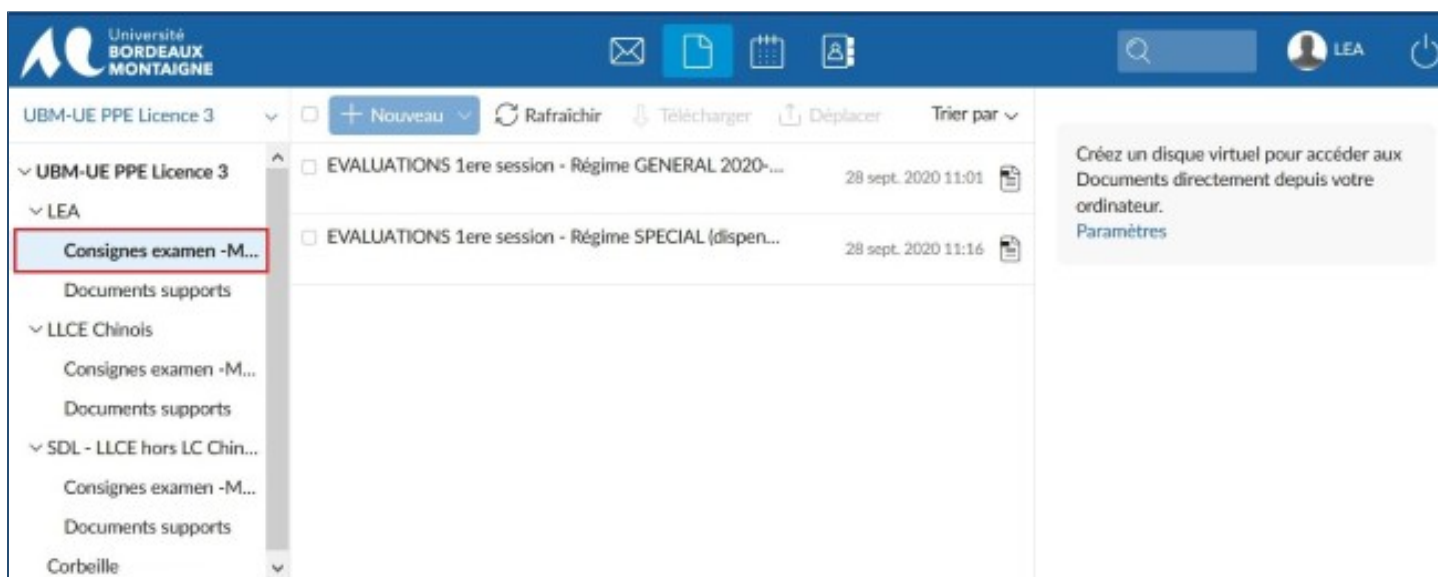 Université
BORDEAUX
MONTAIGNE
LEA
UBM-UE PPE Licence 3
Nouveau
Rafraîchir
Télécharger
Déplacer
Trier par
UBM-UE PPE Licence 3
LEA
Consignes examen -M...
Documents supports
LLCE Chinois
Consignes examen -M...
Documents supports
SDL - LLCE hors LC Chin...
Consignes examen -M...
Documents supports
Corbeille
EVALUATIONS 1ere session - Régime GENERAL 2020-...
28 sept. 2020 11:01
EVALUATIONS 1ere session - Régime SPECIAL (dispen...
28 sept. 2020 11:16
Créez un disque virtuel pour accéder aux
Documents directement depuis votre
ordinateur.
Paramètres